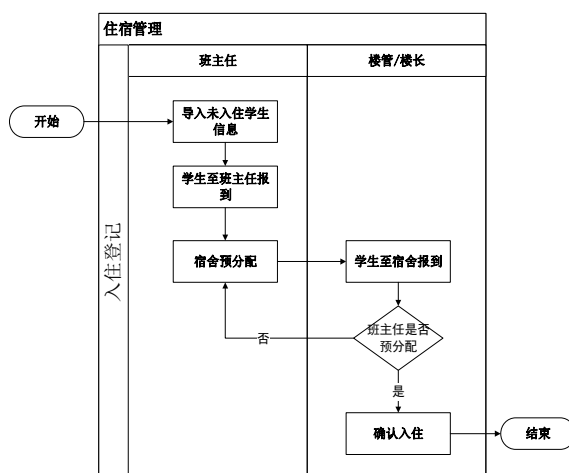 住宿管理
班主任
楼管/楼长
入住登记
开始
导入未入住学生
信息
学生至班主任报
到
宿舍预分配
学生至宿舍报到
班主任是否
预分配
否
是
确认入住
结束